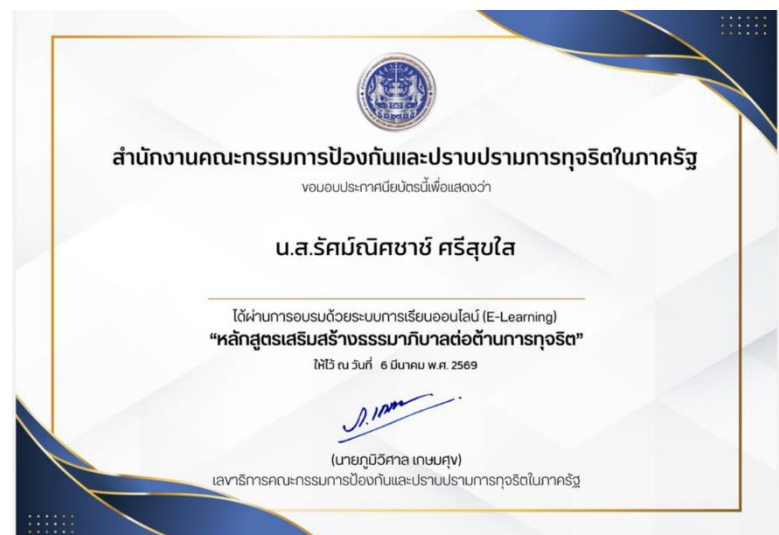 สำนักงานคณะกรรมการป้องกันและปราบปรามการทุจริตในภาครัฐ
ขอมอบประกาศนียบัตรนี้เพื่อแสดงว่า
น.ส.รัศม์ณิศชาช์ ศรีสุขใส
ได้ผ่านการอบรมด้วยระบบการเรียนออนไลน์ (E-Learning)
“หลักสูตรเสริมสร้างธรรมาภิบาลต่อต้านการทุจริต”
ให้ไว้ ณ วันที่ 6 มีนาคม พ.ศ. 2569
(นายภูมิวิศาล เกษมศุข)
เลขาธิการคณะกรรมการป้องกันและปราบปรามการทุจริตในภาครัฐ